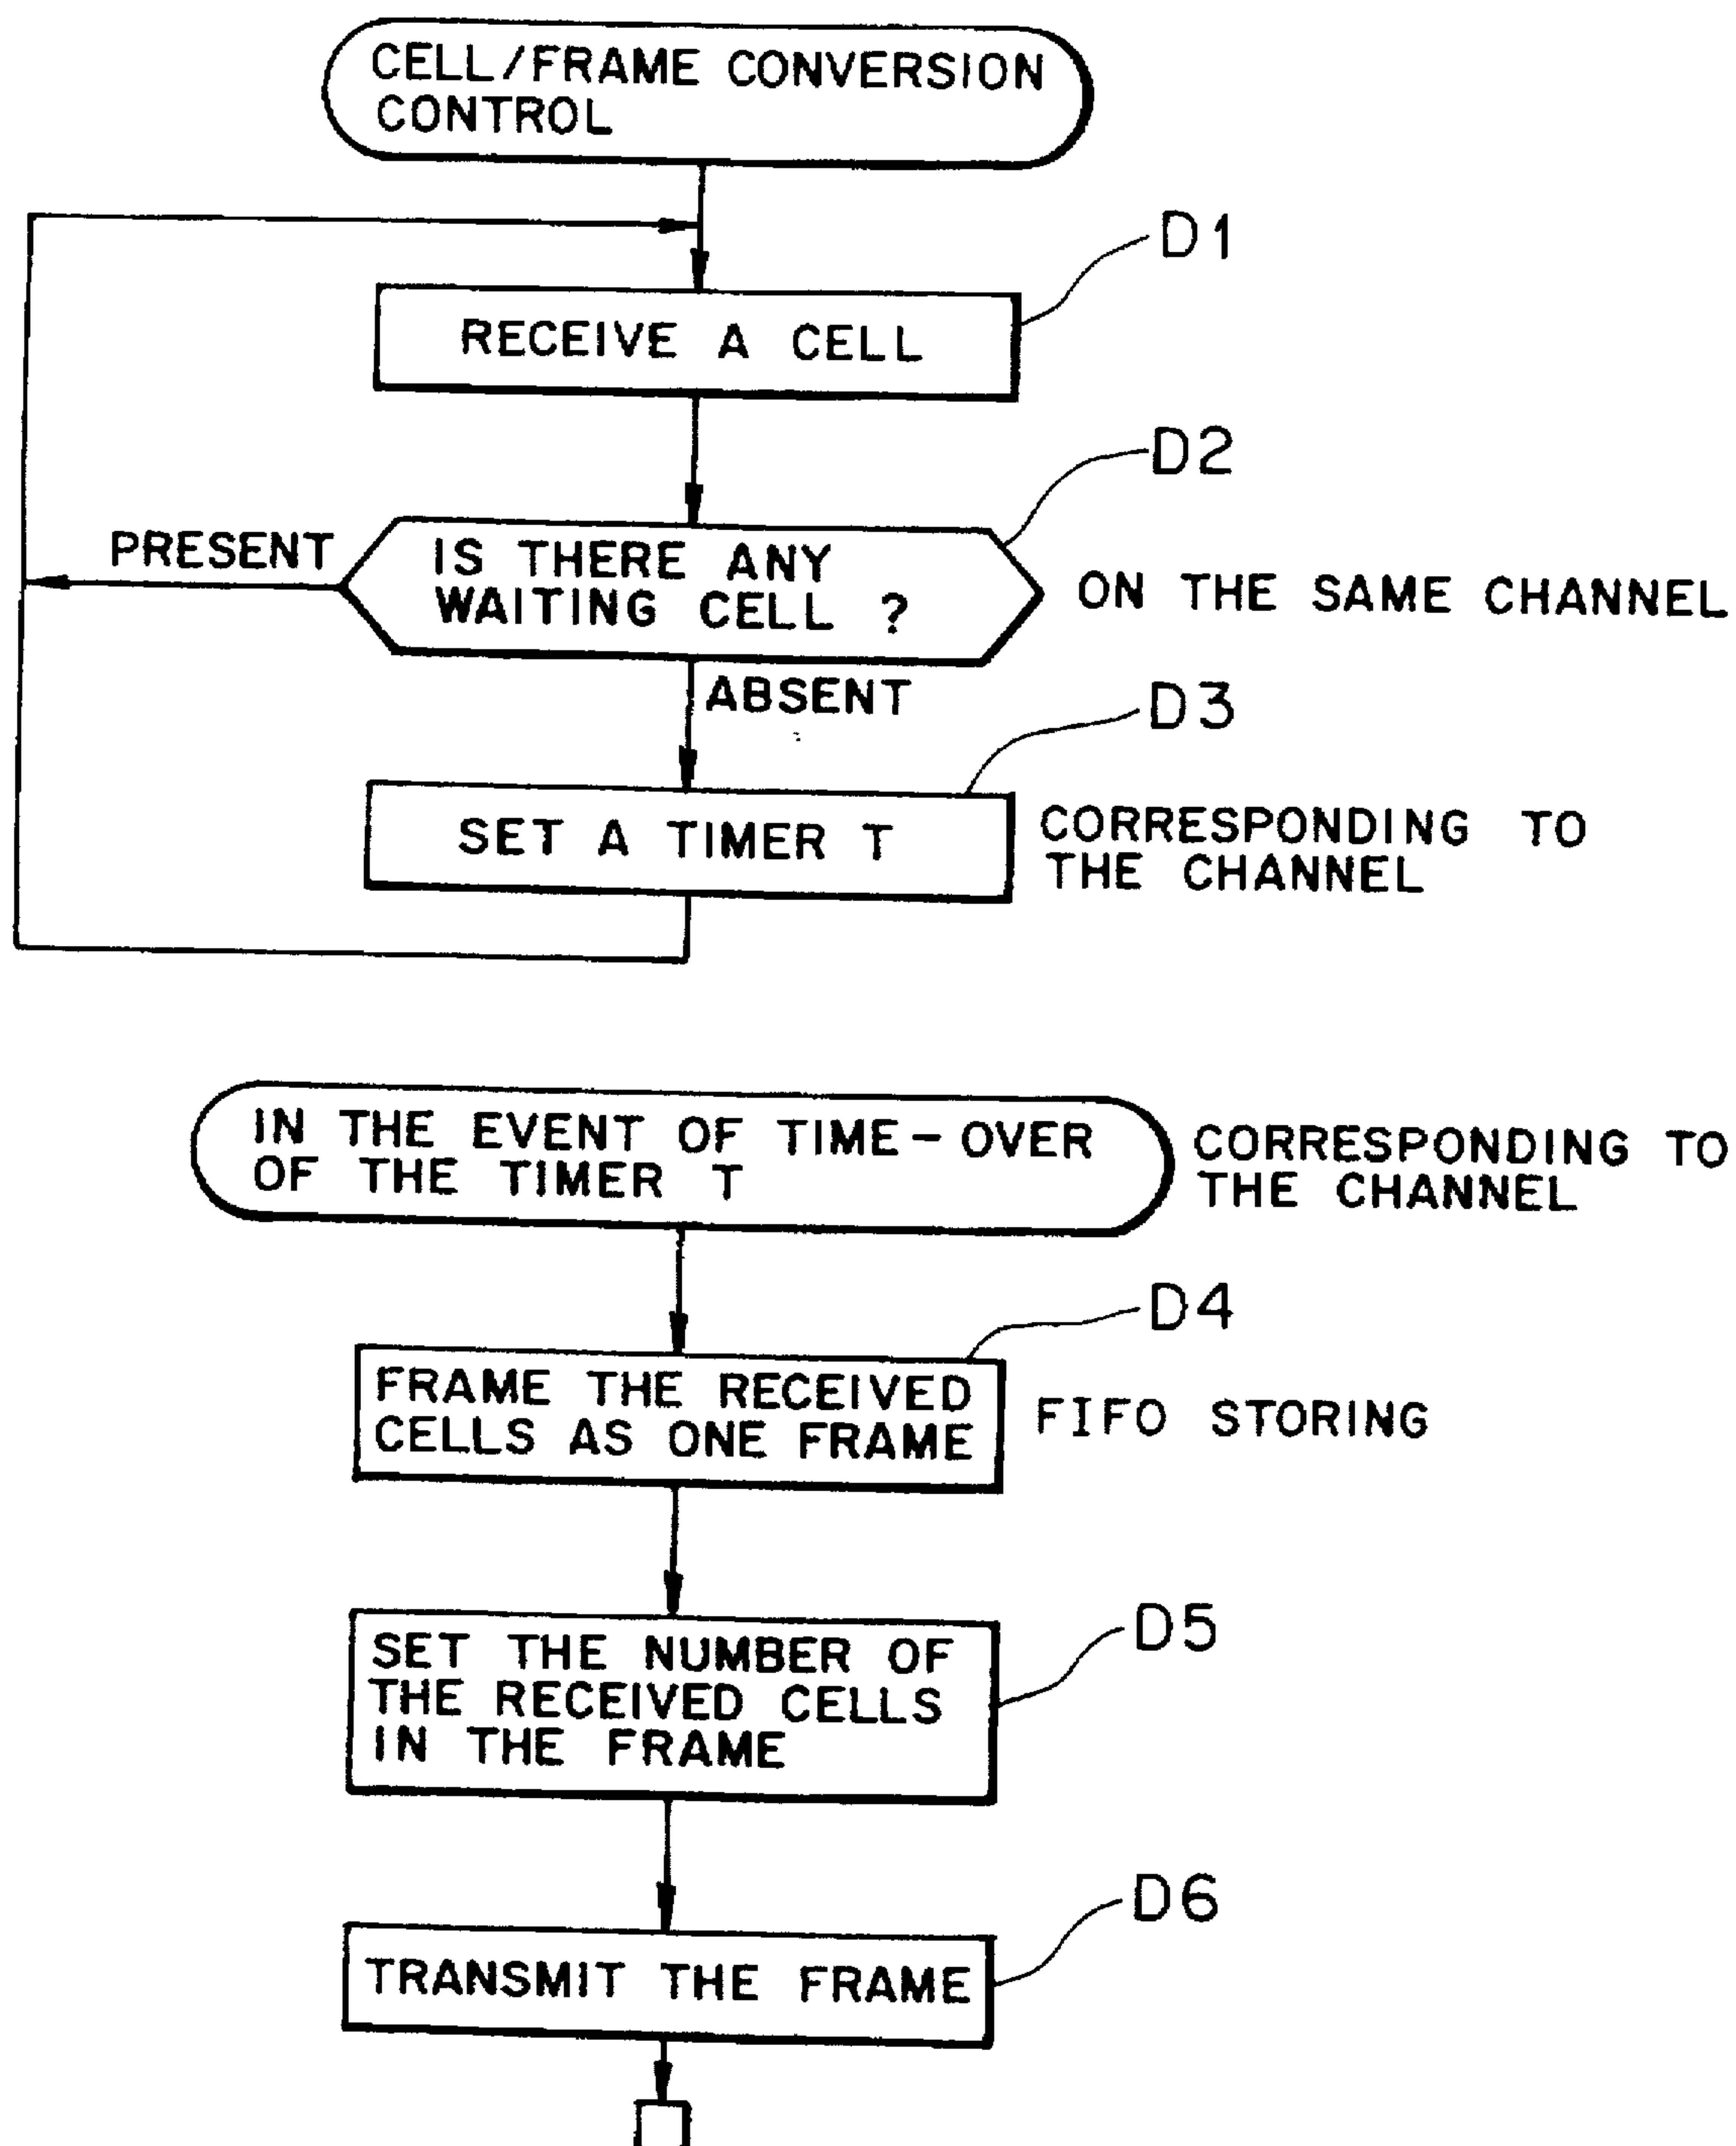 CELL/FRAME CONVERSION
CONTROL
D1
RECEIVE A CELL
D2
PRESENT
IS THERE ANY
WAITING CELL ?
ON THE SAME CHANNEL
ABSENT
D3
SET A TIMER T
CORRESPONDING TO
THE CHANNEL
IN THE EVENT OF TIME-OVER
OF THE TIMER T
CORRESPONDING TO
THE CHANNEL
D4
FRAME THE RECEIVED
CELLS AS ONE FRAME
FIFO STORING
D5
SET THE NUMBER OF
THE RECEIVED CELLS
IN THE FRAME
D6
TRANSMIT THE FRAME